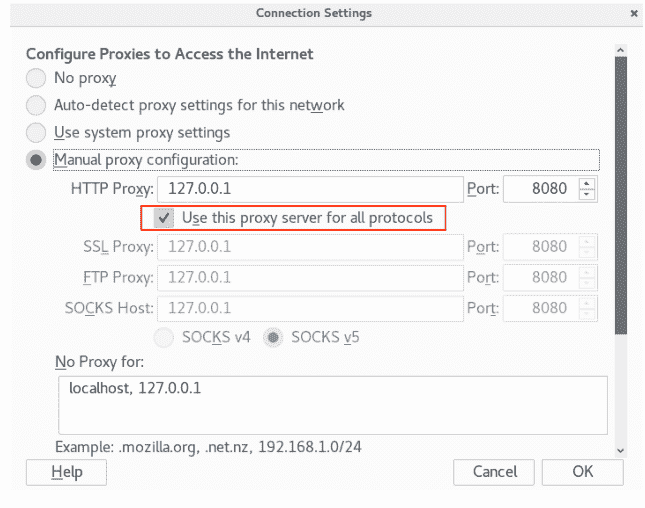 Connection Settings ×
Configure Proxies to Access the Internet
No proxy
Auto-detect proxy settings for this network
Use system proxy settings
Manual proxy configuration:
HTTP Proxy: 127.0.0.1 Port: 8080
Use this proxy server for all protocols
SSL Proxy: 127.0.0.1 Port: 8080
FTP Proxy: 127.0.0.1 Port: 8080
SOCKS Host: 127.0.0.1 Port: 8080
SOCKS v4 SOCKS v5
No Proxy for:
localhost, 127.0.0.1
Example: .mozilla.org, .net.nz, 192.168.1.0/24
Help Cancel OK